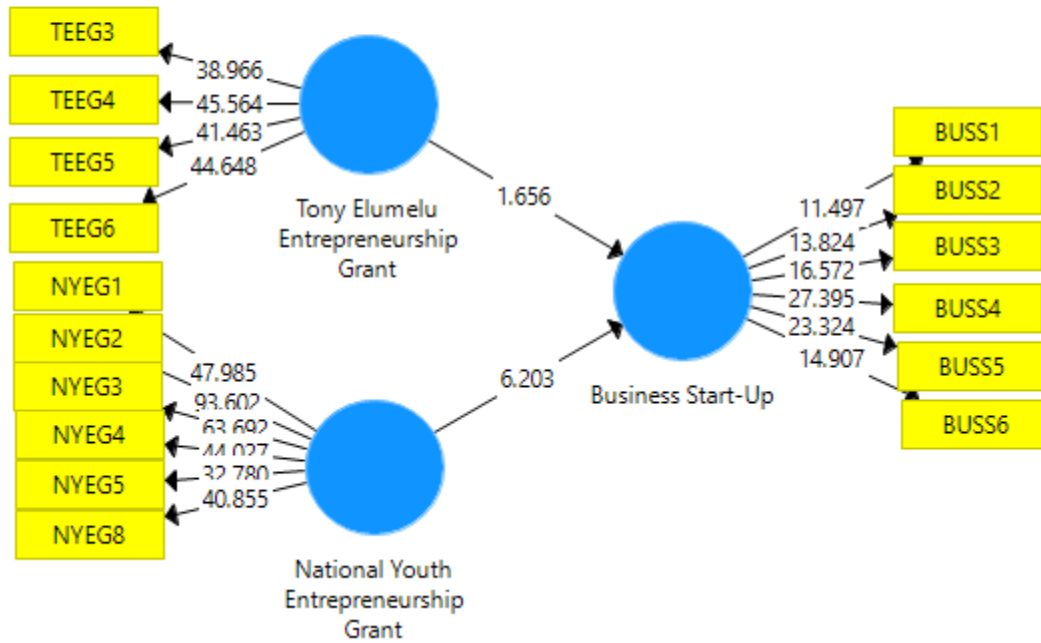 TEEG3
TEEG4
TEEG5
TEEG6
38.966
45.564
41.463
44.648
Tony Elumelu
Entrepreneurship
Grant
1.656
NYEG1
NYEG2
NYEG3
NYEG4
NYEG5
NYEG8
47.985
93.602
63.692
44.027
32.780
40.855
National Youth
Entrepreneurship
Grant
6.203
Business Start-Up
11.497
13.824
16.572
27.395
23.324
14.907
BUSS1
BUSS2
BUSS3
BUSS4
BUSS5
BUSS6